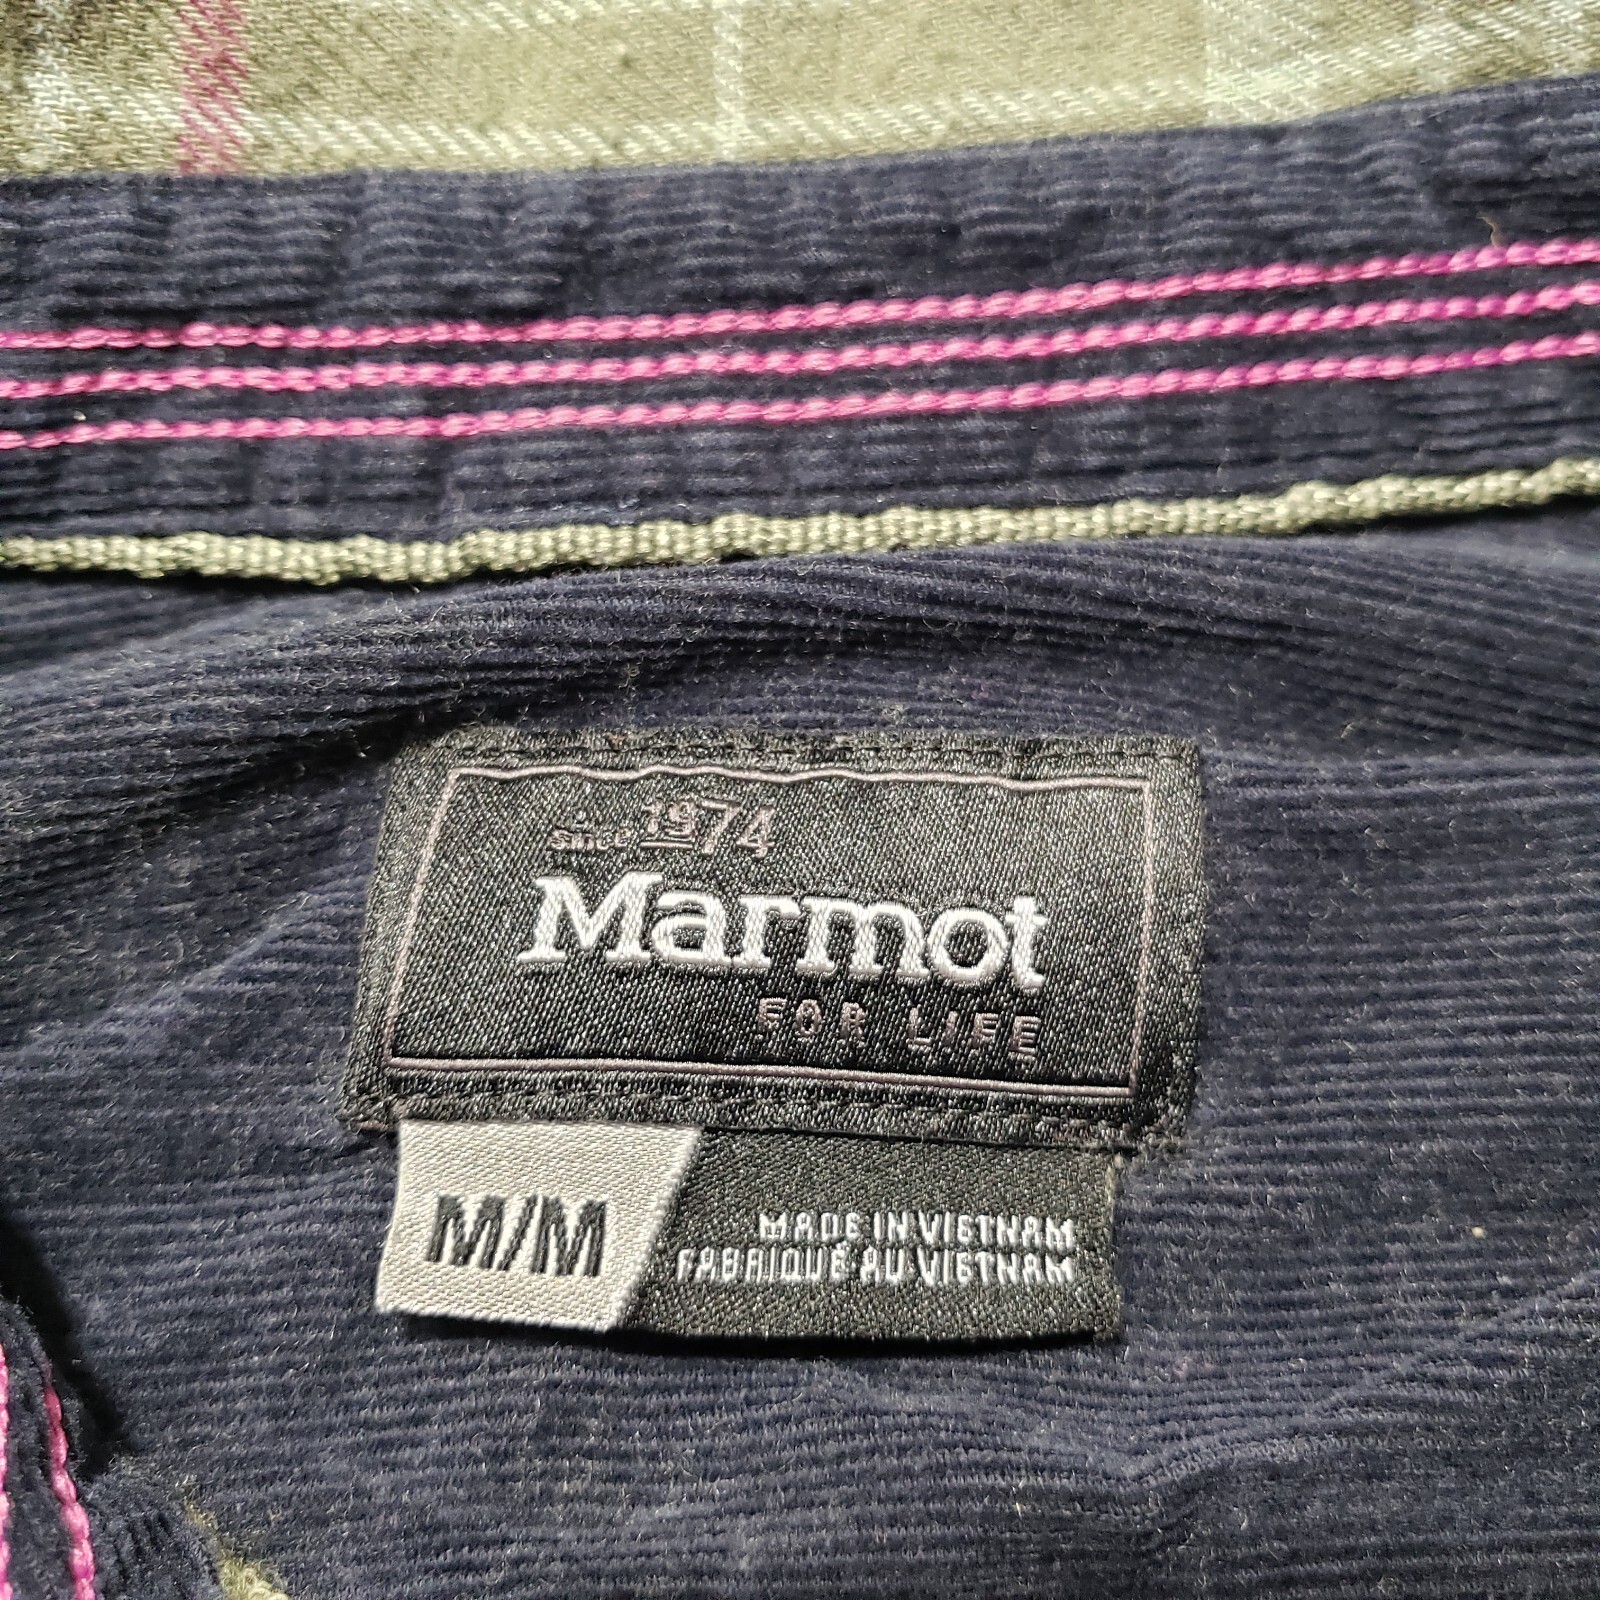 since 1974
Marmot
FOR LIFE
M/M
MADE IN VIETNAM
FABRIQUÉ AU VIETNAM